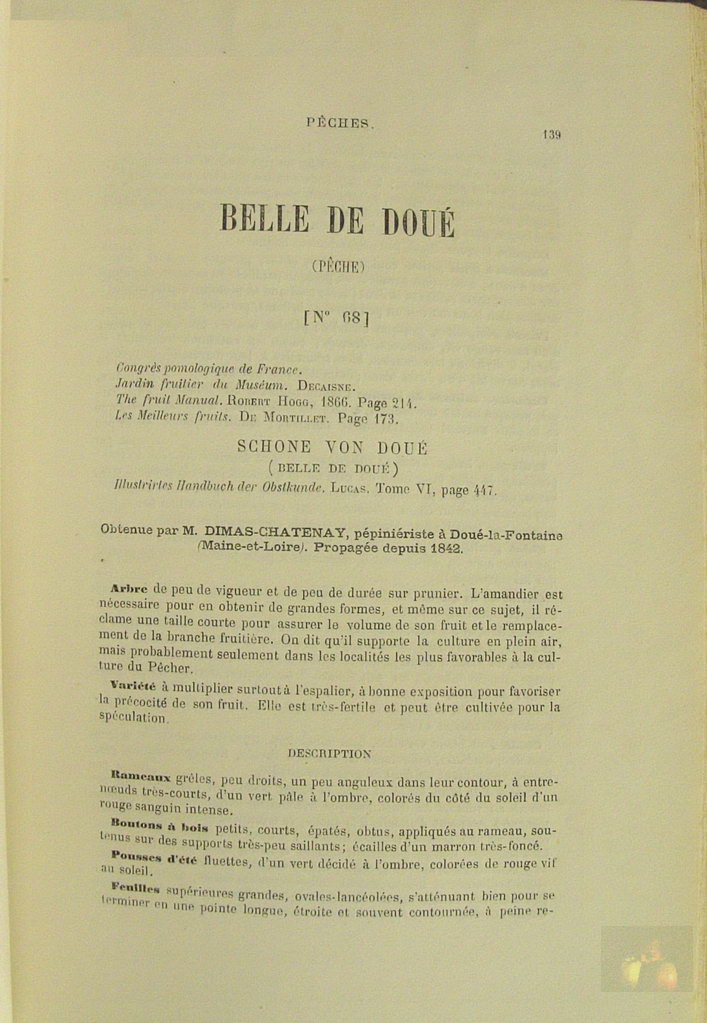 PÊCHES.
139
BELLE DE DOUÉ
(PÊCHE)
[N° 68]
Congrès pomologique de France.
Jardin fruitier du Muséum. DECAISNE.
The fruit Manual. ROBERT HOGG, 1866. Page 214.
Les Meilleurs fruits. DE MORTILLET. Page 173.
SCHONE VON DOUÉ
(BELLE DE DOUÉ)
Illustrirtes Handbuch der Obstkunde. LUCAS. Tome VI, page 447.
Obtenue par M. DIMAS-CHATENAY, pépiniériste à Doué-la-Fontaine
(Maine-et-Loire). Propagée depuis 1842.
Arbre de peu de vigueur et de peu de durée sur prunier. L'amandier est
nécessaire pour en obtenir de grandes formes, et même sur ce sujet, il ré-
clame une taille courte pour assurer le volume de son fruit et le remplace-
ment de la branche fruitière. On dit qu'il supporte la culture en plein air,
mais probablement seulement dans les localités les plus favorables à la cul-
ture du Pêcher.
Variété à multiplier surtout à l'espalier, à bonne exposition pour favoriser
la précocité de son fruit. Elle est très-fertile et peut être cultivée pour la
spéculation.
DESCRIPTION
Rameaux grêles, peu droits, un peu anguleux dans leur contour, à entre-
nœuds très-courts, d'un vert pâle à l'ombre, colorés du côté du soleil d'un
rouge sanguin intense.
Boutons à bois petits, courts, épatés, obtus, appliqués au rameau, sou-
tenus sur des supports très-peu saillants; écailles d'un marron très-foncé.
Pousses d'été fluettes, d'un vert décidé à l'ombre, colorées de rouge vif
au soleil.
Feuilles supérieures grandes, ovales-lancéolées, s'atténuant bien pour se
terminer en une pointe longue, étroite et souvent contournée, à peine re-